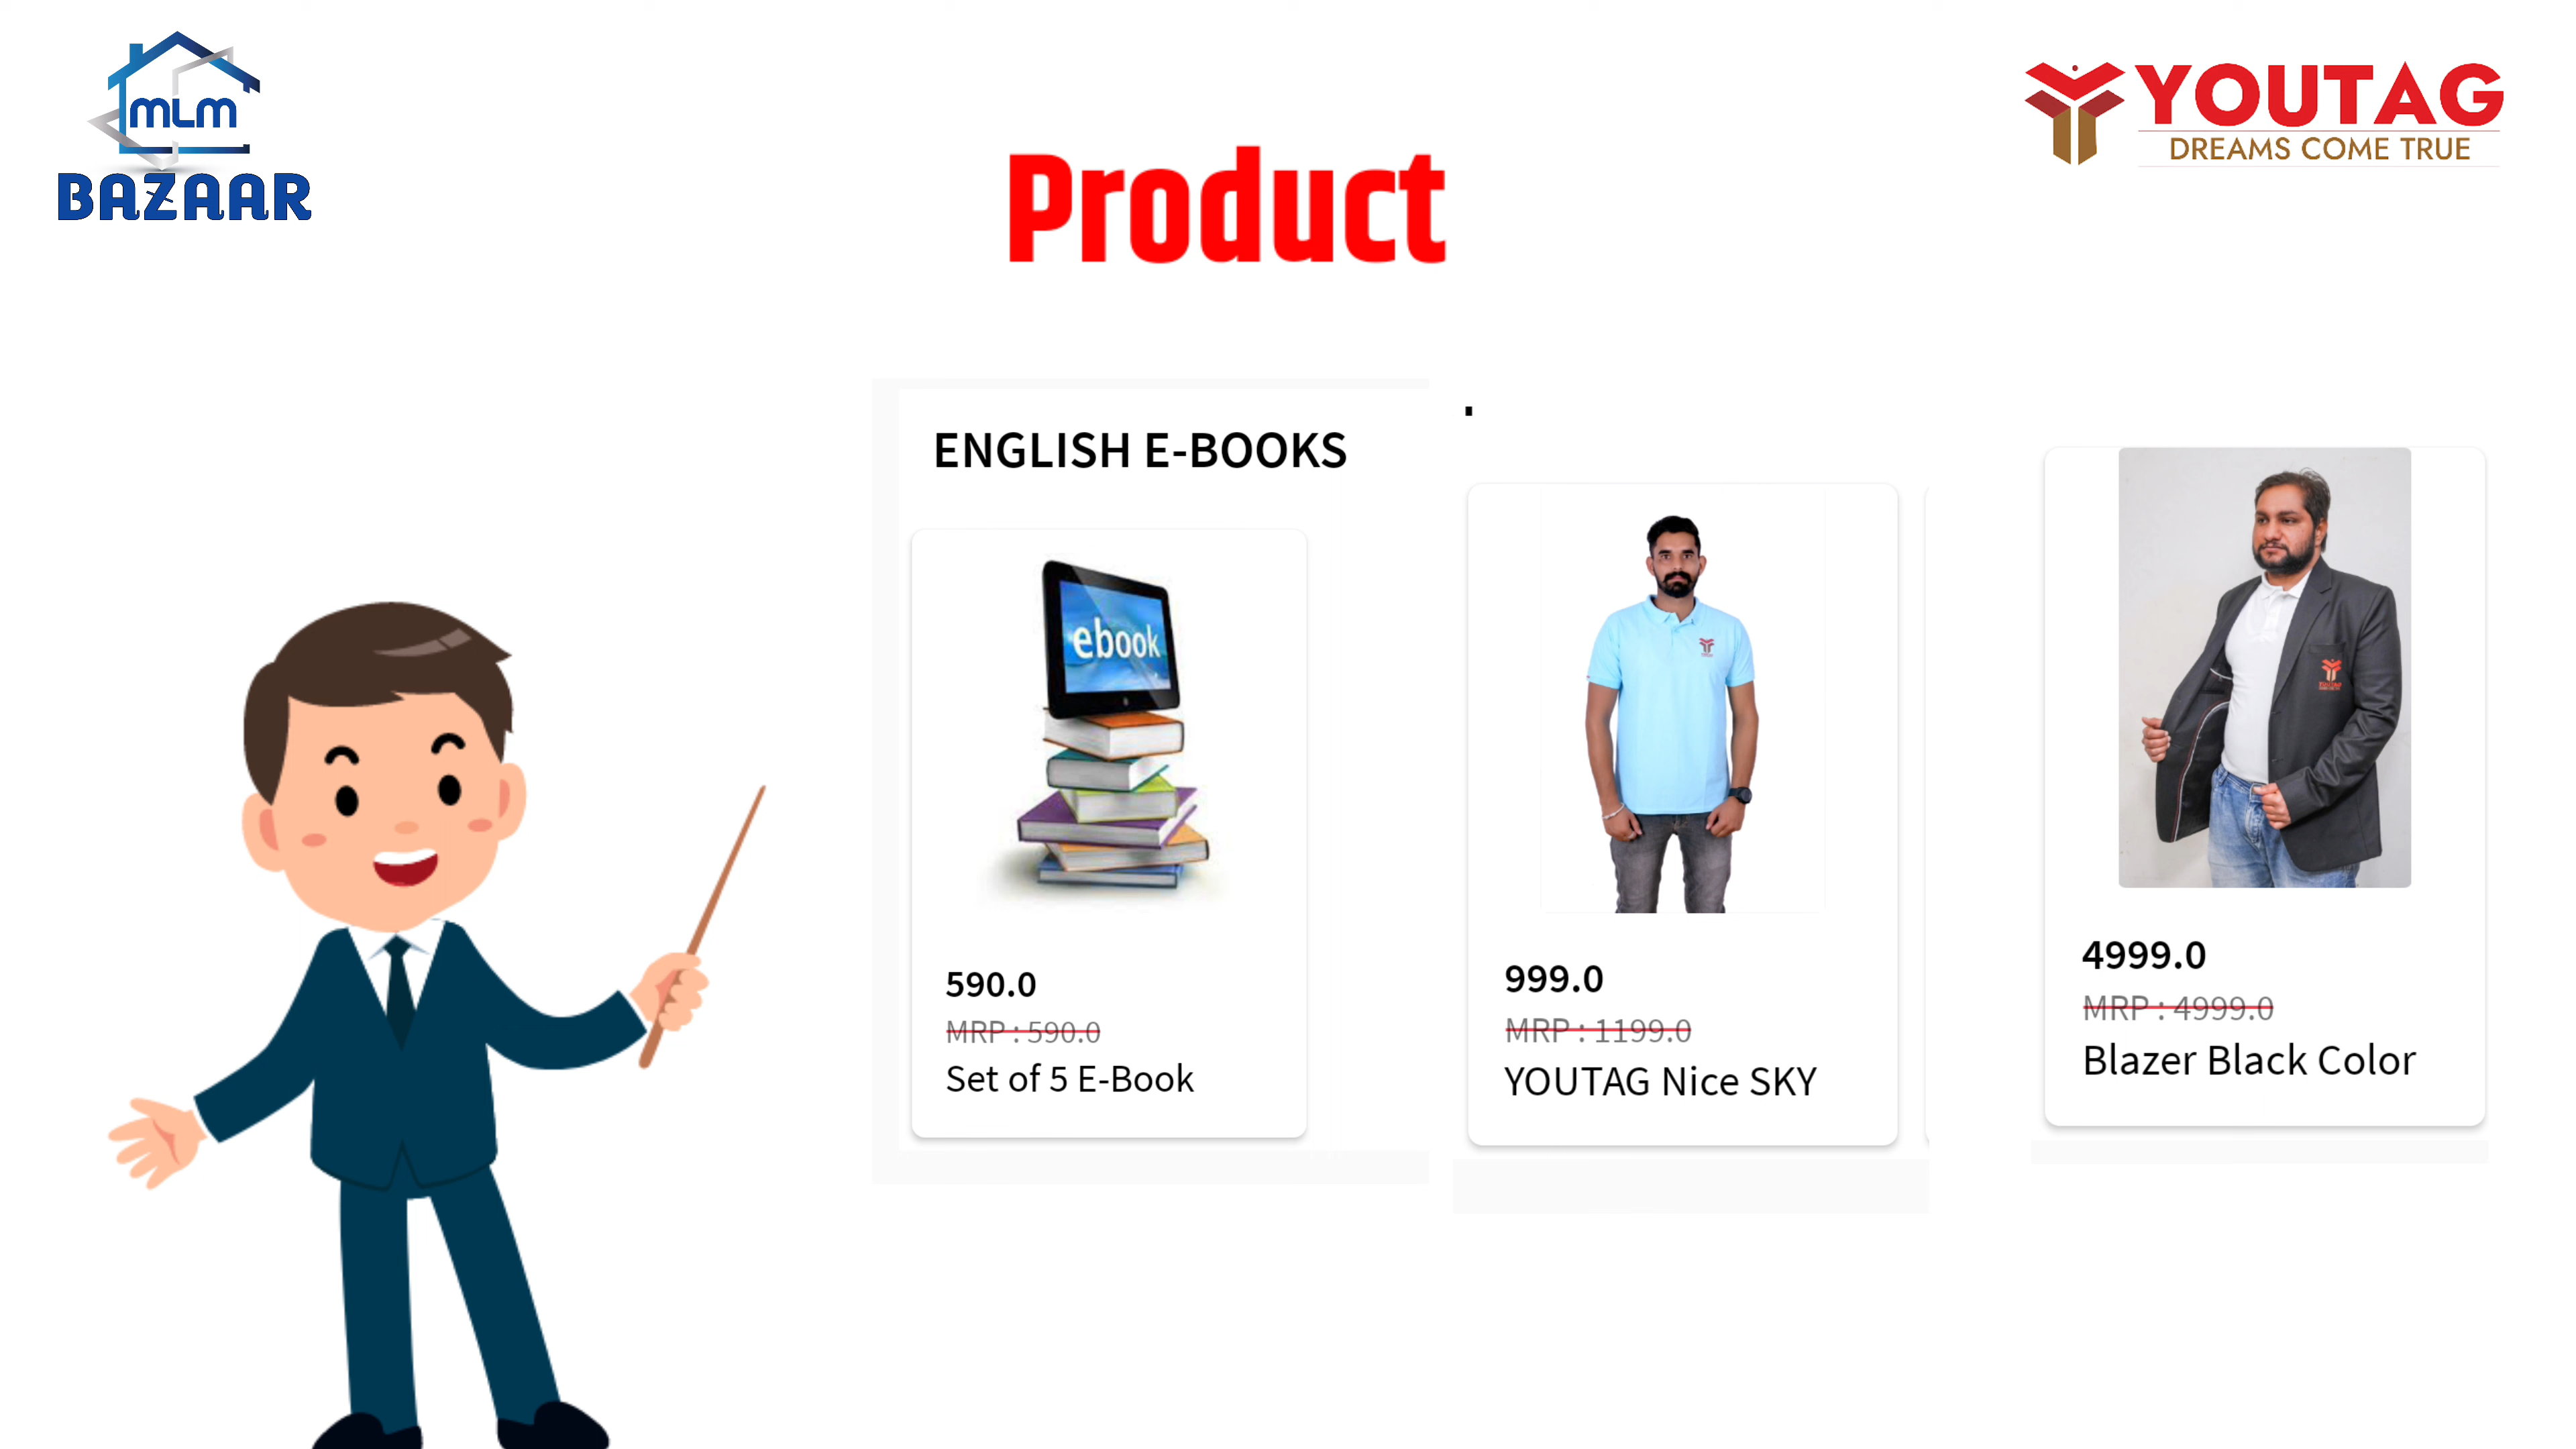 mLm
BAZAAR
YOUTAG
DREAMS COME TRUE
Product
ENGLISH E-BOOKS
ebook
590.0
MRP : 590.0
Set of 5 E-Book
999.0
MRP : 1199.0
YOUTAG Nice SKY
4999.0
MRP : 4999.0
Blazer Black Color